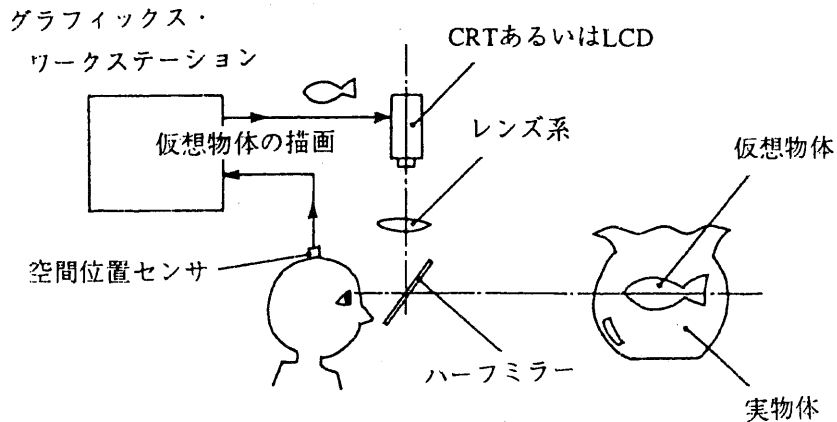 グラフィックス・
ワークステーション
CRTあるいはLCD
仮想物体の描画
レンズ系
仮想物体
空間位置センサ
ハーフミラー
実物体